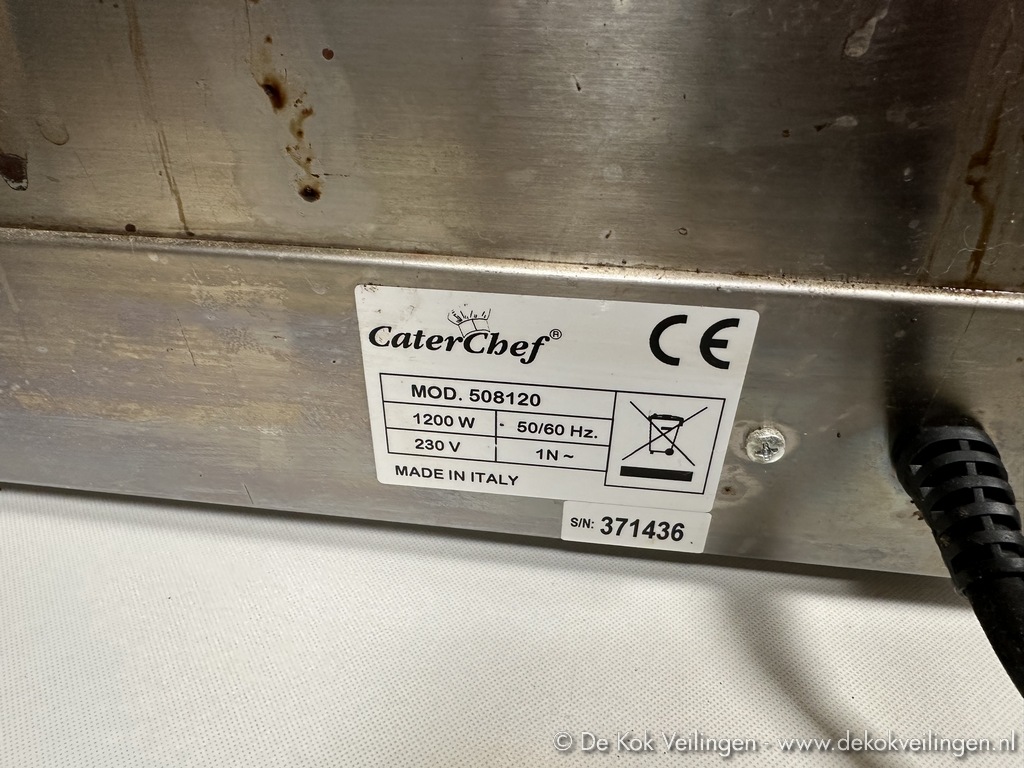 CaterChef®
CE
MOD. 508120
1200 W
50/60 Hz.
230 V
1N ~
MADE IN ITALY
S/N: 371436
© De Kok Veilingen - www.dekokveilingen.nl